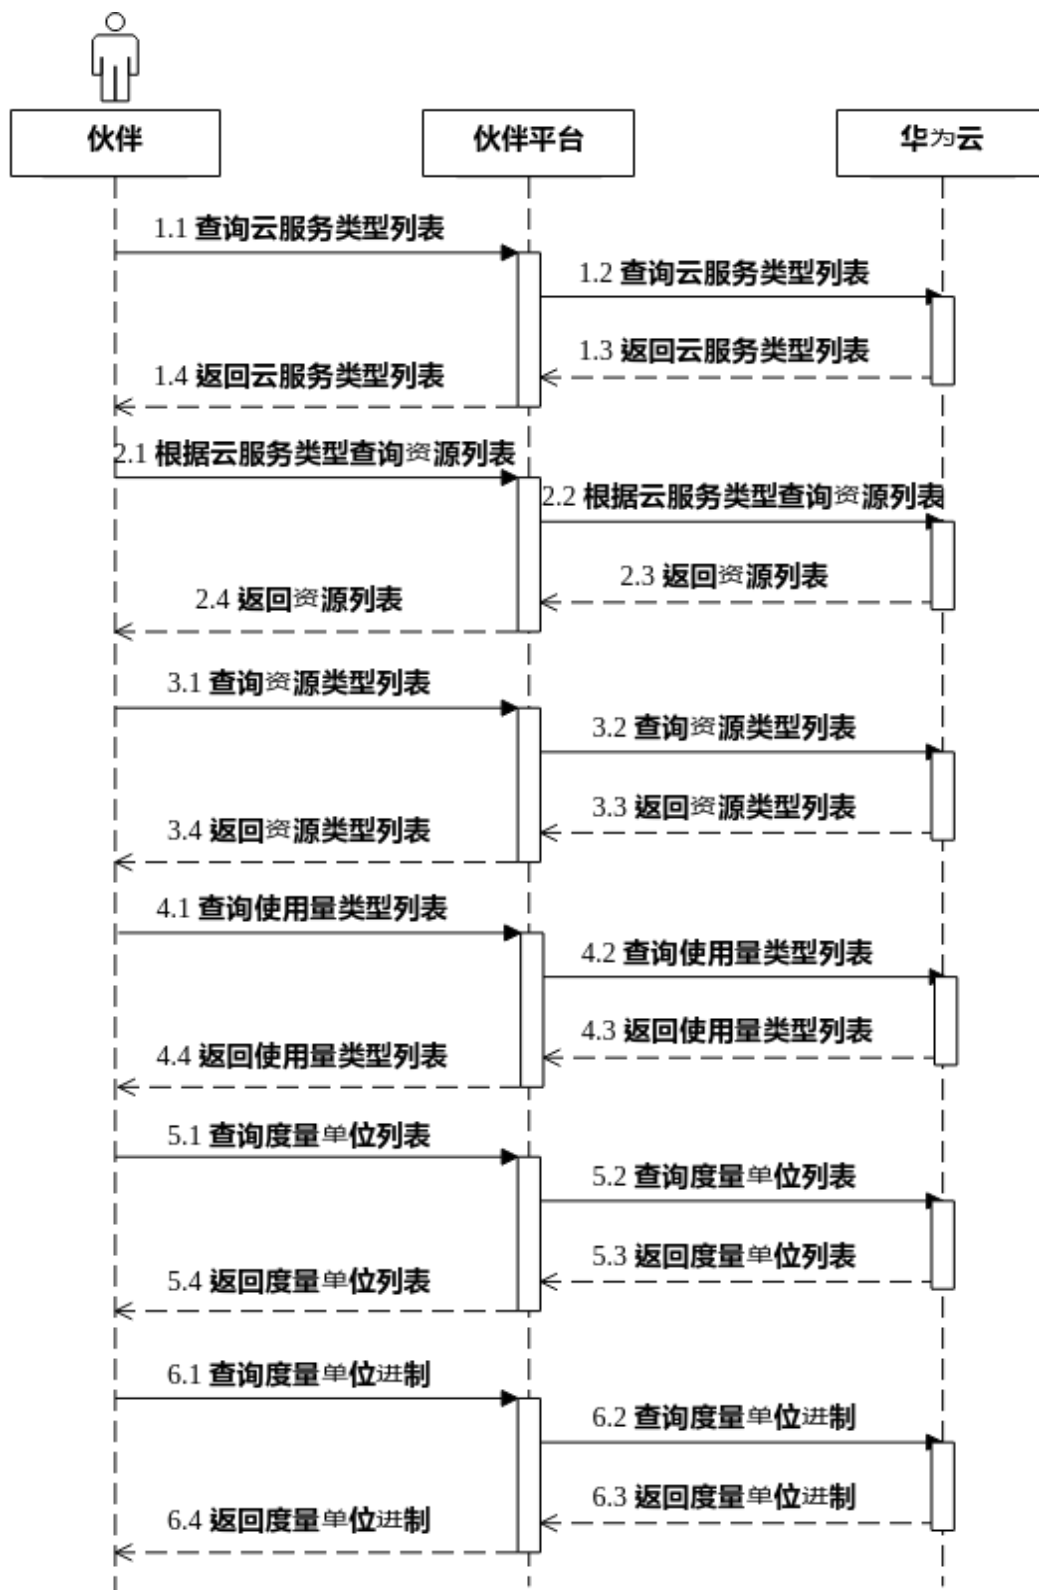 伙伴
伙伴平台
华为云
1.1 查询云服务类型列表
1.2 查询云服务类型列表
1.3 返回云服务类型列表
1.4 返回云服务类型列表
2.1 根据云服务类型查询资源列表
2.2 根据云服务类型查询资源列表
2.3 返回资源列表
2.4 返回资源列表
3.1 查询资源类型列表
3.2 查询资源类型列表
3.3 返回资源类型列表
3.4 返回资源类型列表
4.1 查询使用量类型列表
4.2 查询使用量类型列表
4.3 返回使用量类型列表
4.4 返回使用量类型列表
5.1 查询度量单位列表
5.2 查询度量单位列表
5.3 返回度量单位列表
5.4 返回度量单位列表
6.1 查询度量单位进制
6.2 查询度量单位进制
6.3 返回度量单位进制
6.4 返回度量单位进制